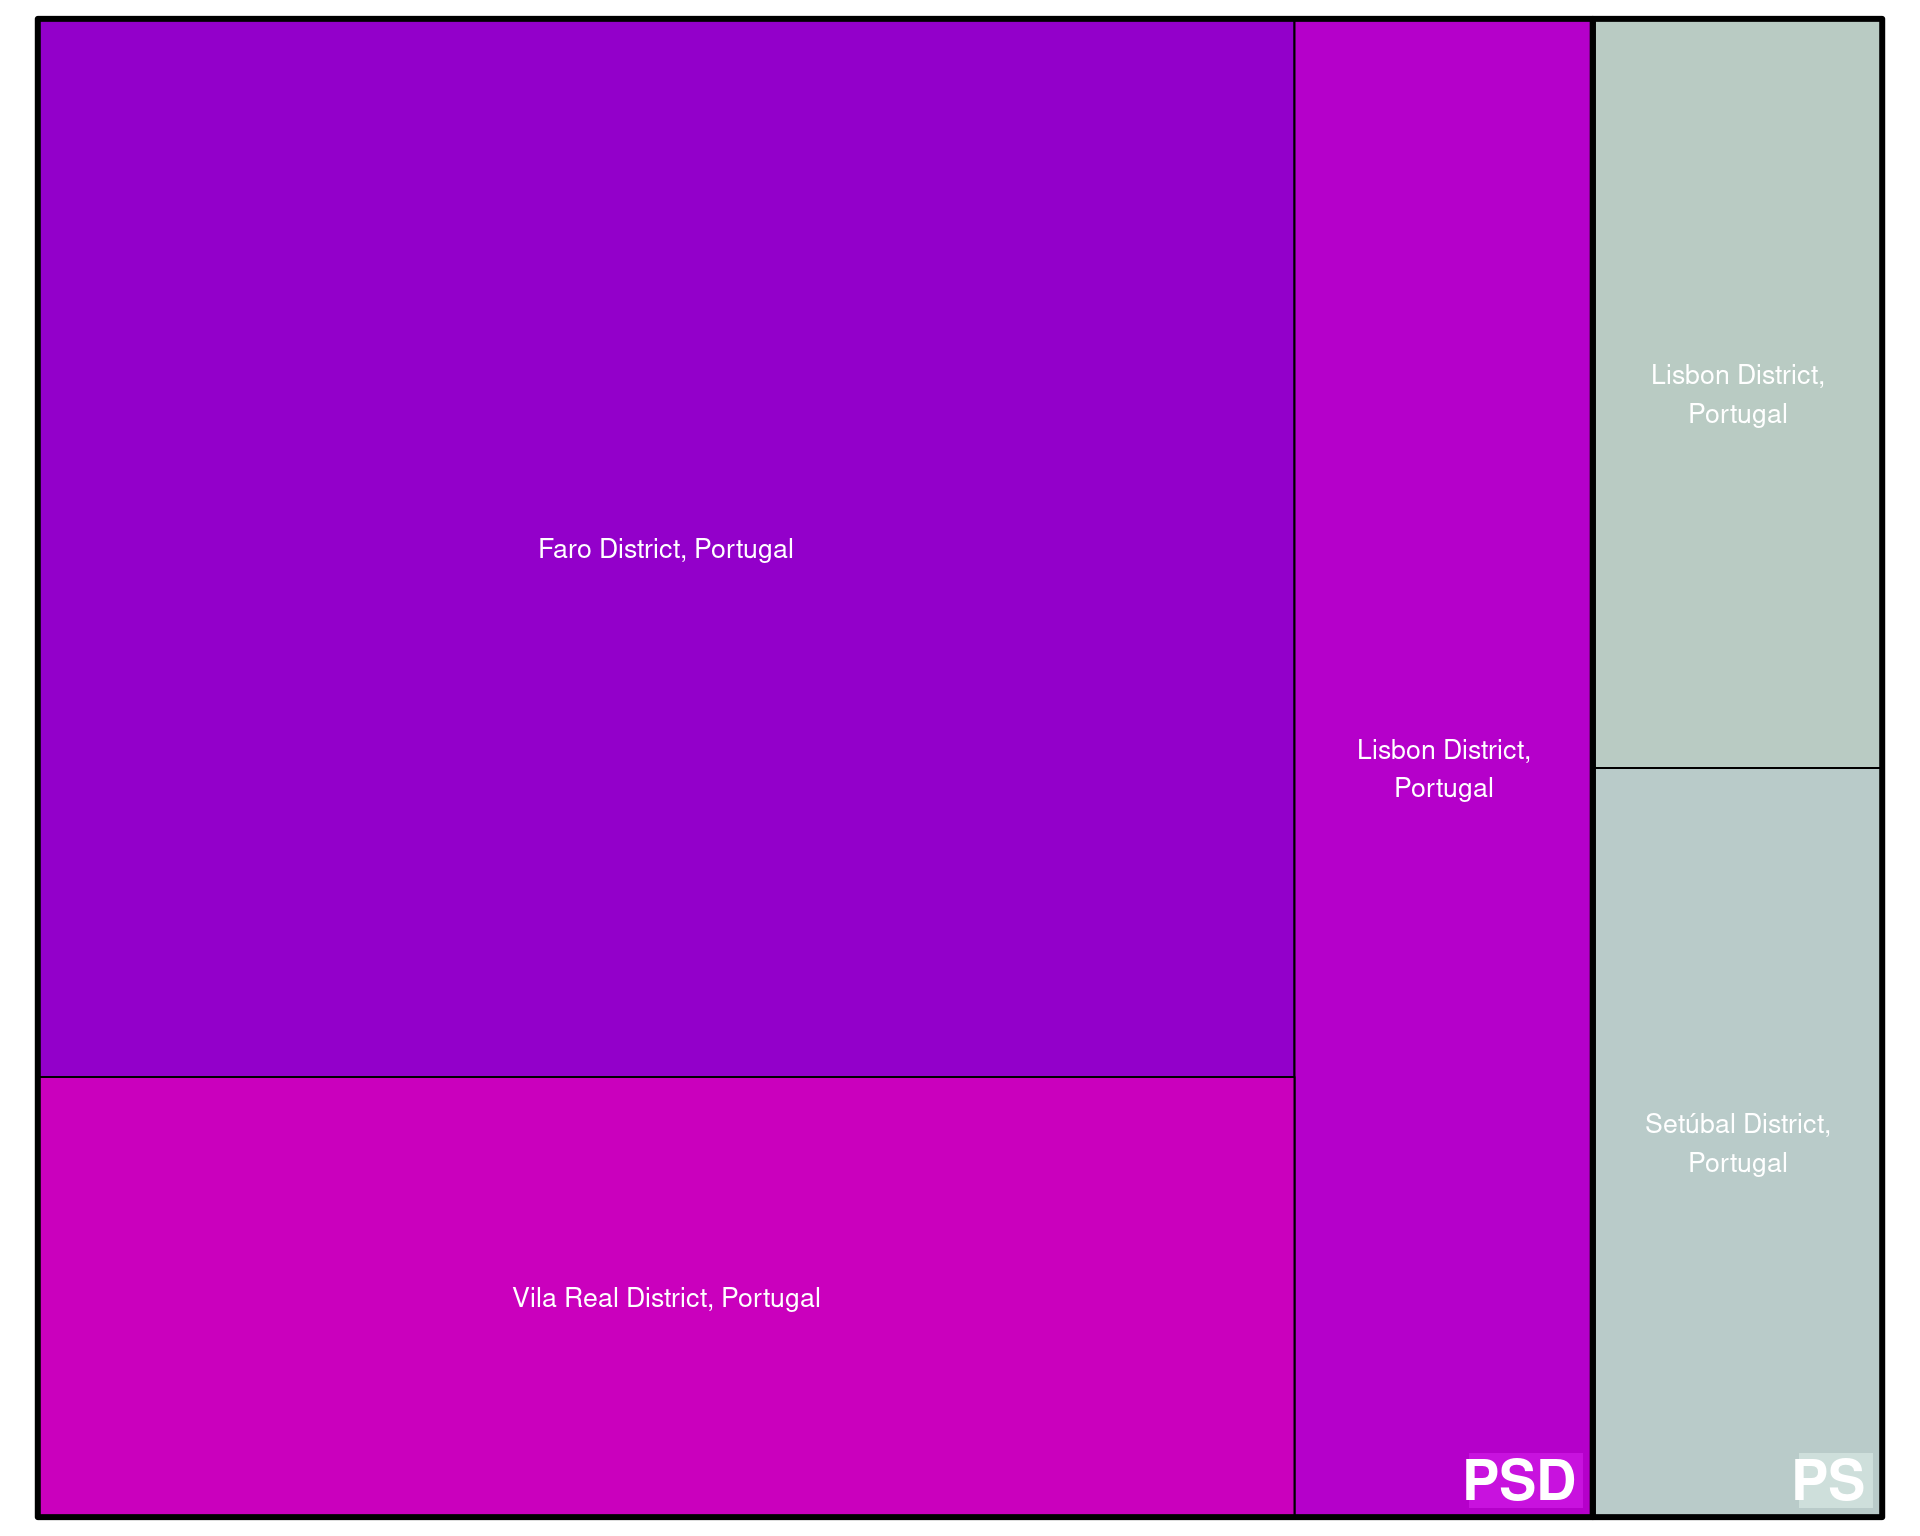 Faro District, Portugal
Vila Real District, Portugal
Lisbon District,
Portugal
PSD
Lisbon District,
Portugal
Setúbal District,
Portugal
PS